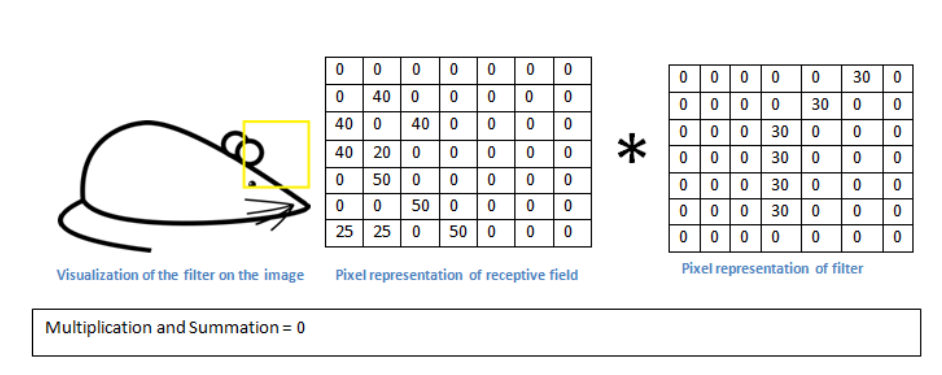 0 0 0 0 0 0 0
0 40 0 0 0 0 0
40 0 40 0 0 0 0
40 20 0 0 0 0 0
0 50 0 0 0 0 0
0 0 50 0 0 0 0
25 25 0 50 0 0 0
*
0 0 0 0 0 30 0
0 0 0 0 30 0 0
0 0 0 30 0 0 0
0 0 0 30 0 0 0
0 0 0 30 0 0 0
0 0 0 30 0 0 0
0 0 0 0 0 0 0
Visualization of the filter on the image
Pixel representation of receptive field
Pixel representation of filter
Multiplication and Summation = 0